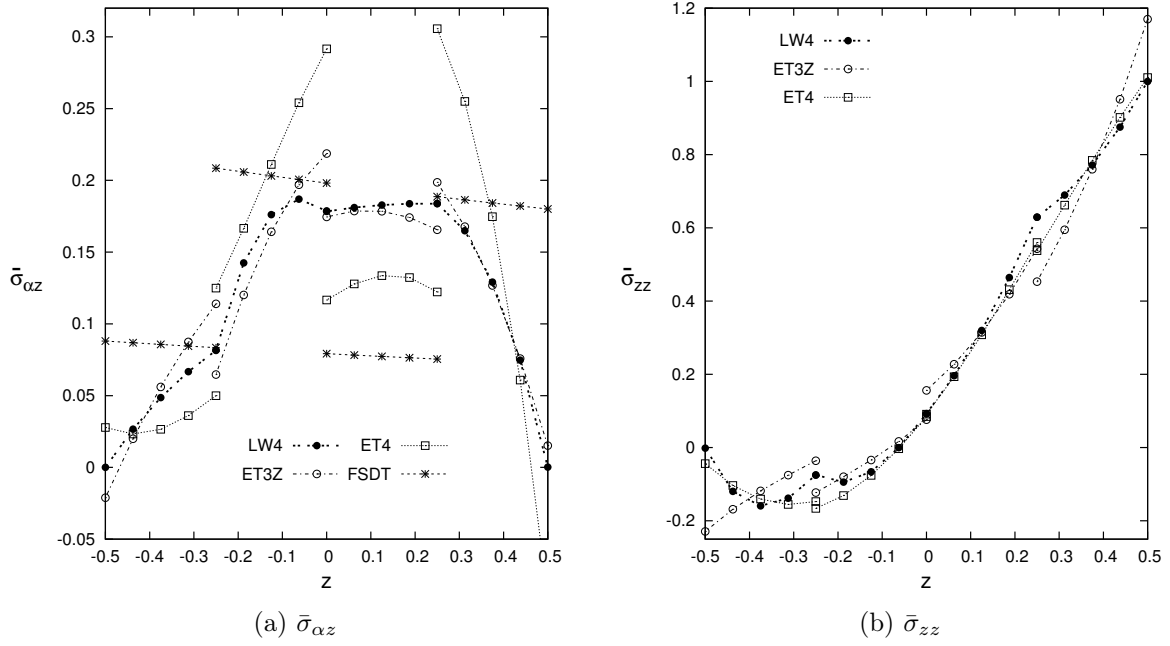 0.3
0.25
0.2
0.15
0.1
0.05
0
-0.05
σ̄αz
-0.5 -0.4 -0.3 -0.2 -0.1 0 0.1 0.2 0.3 0.4 0.5
z
LW4 ET4
ET3Z FSDT
(a) σ̄αz
1.2
1
0.8
0.6
0.4
0.2
0
-0.2
σ̄zz
-0.5 -0.4 -0.3 -0.2 -0.1 0 0.1 0.2 0.3 0.4 0.5
z
LW4
ET3Z
ET4
(b) σ̄zz